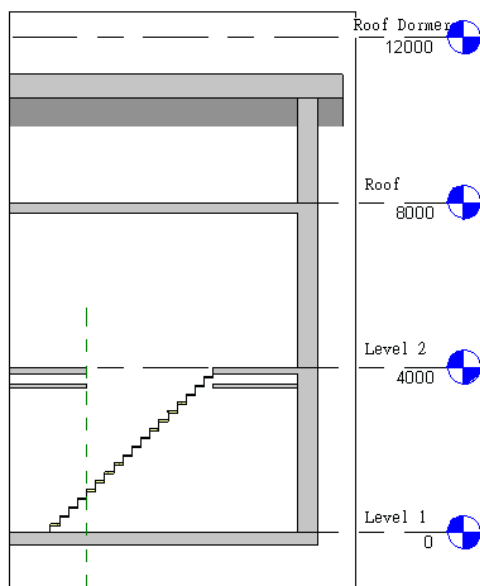 Roof Dormer
12000
Roof
8000
Level 2
4000
Level 1
0